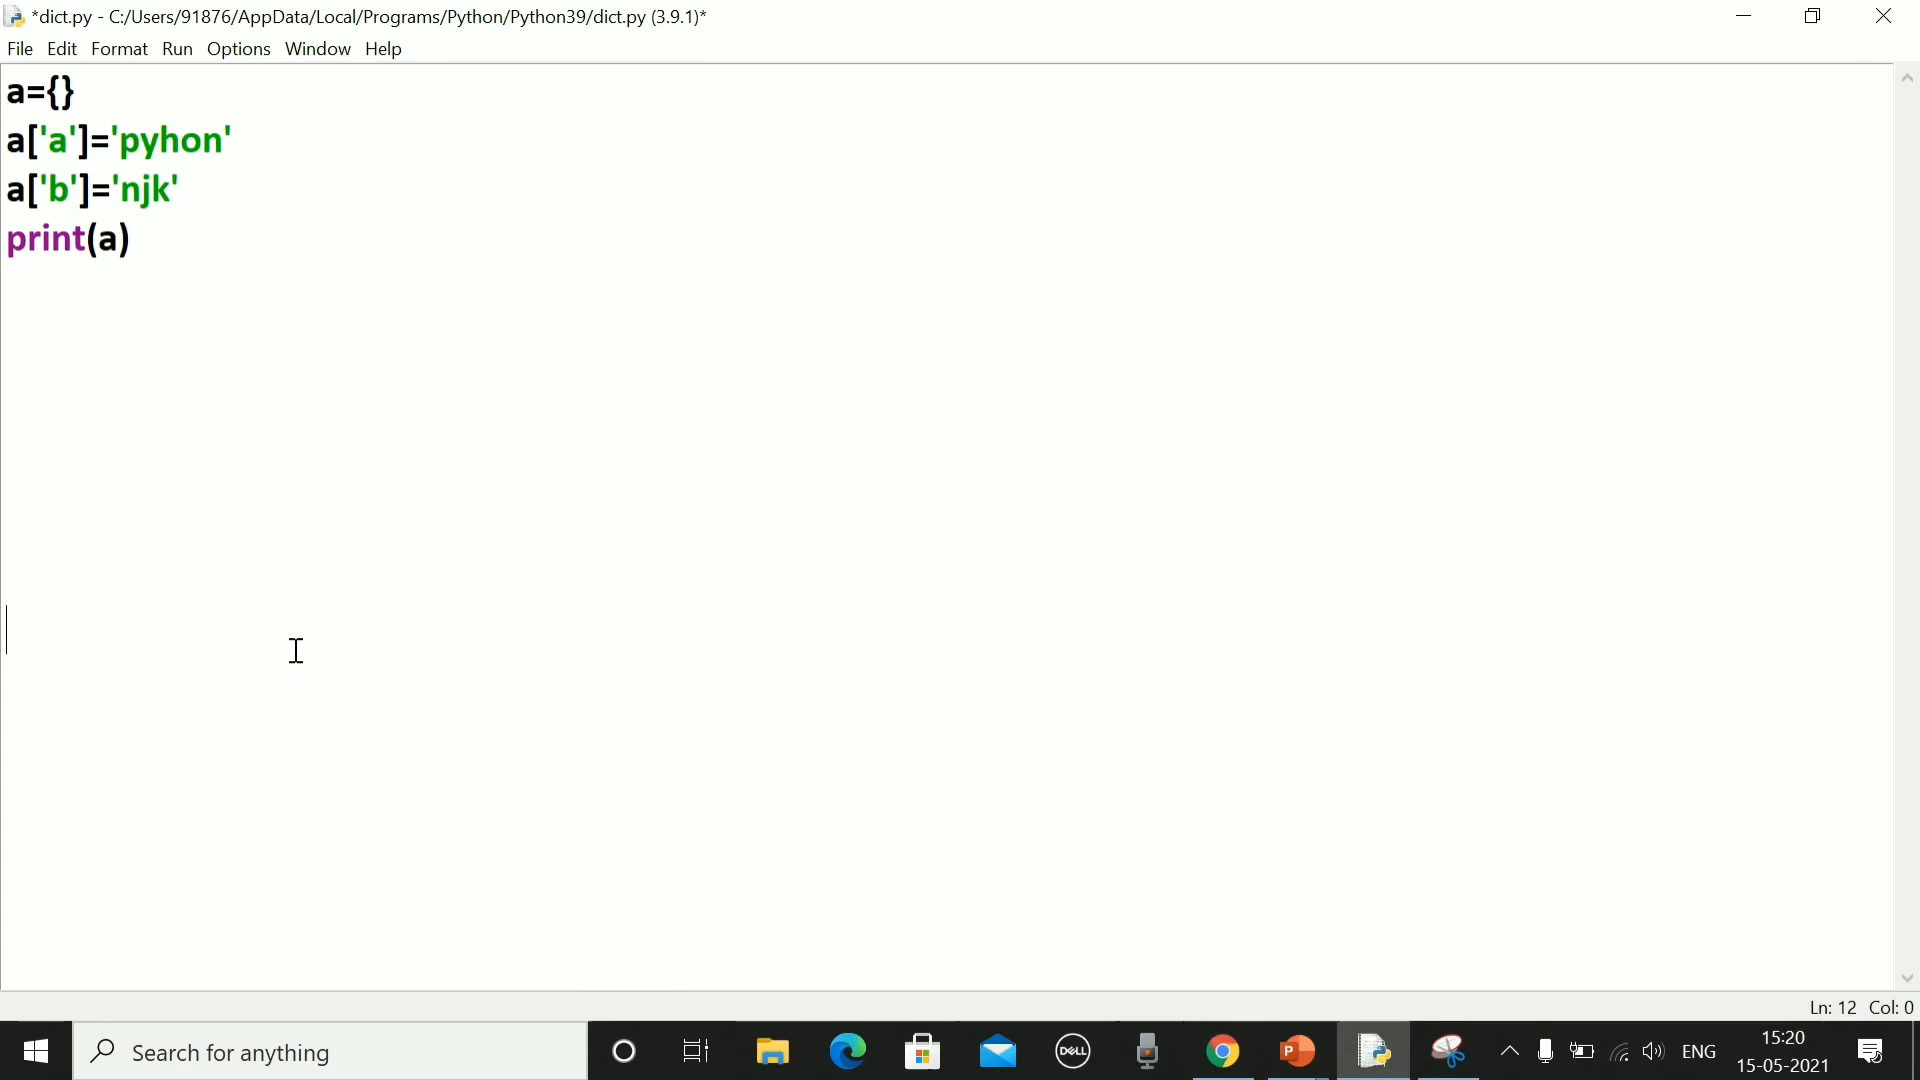 *dict.py - C:/Users/91876/AppData/Local/Programs/Python/Python39/dict.py (3.9.1)*
File Edit Format Run Options Window Help
a={}
a['a']='pyhon'
a['b']='njk'
print(a)
Ln: 12 Col: 0
Search for anything
DELL
P
ENG
15:20
15-05-2021